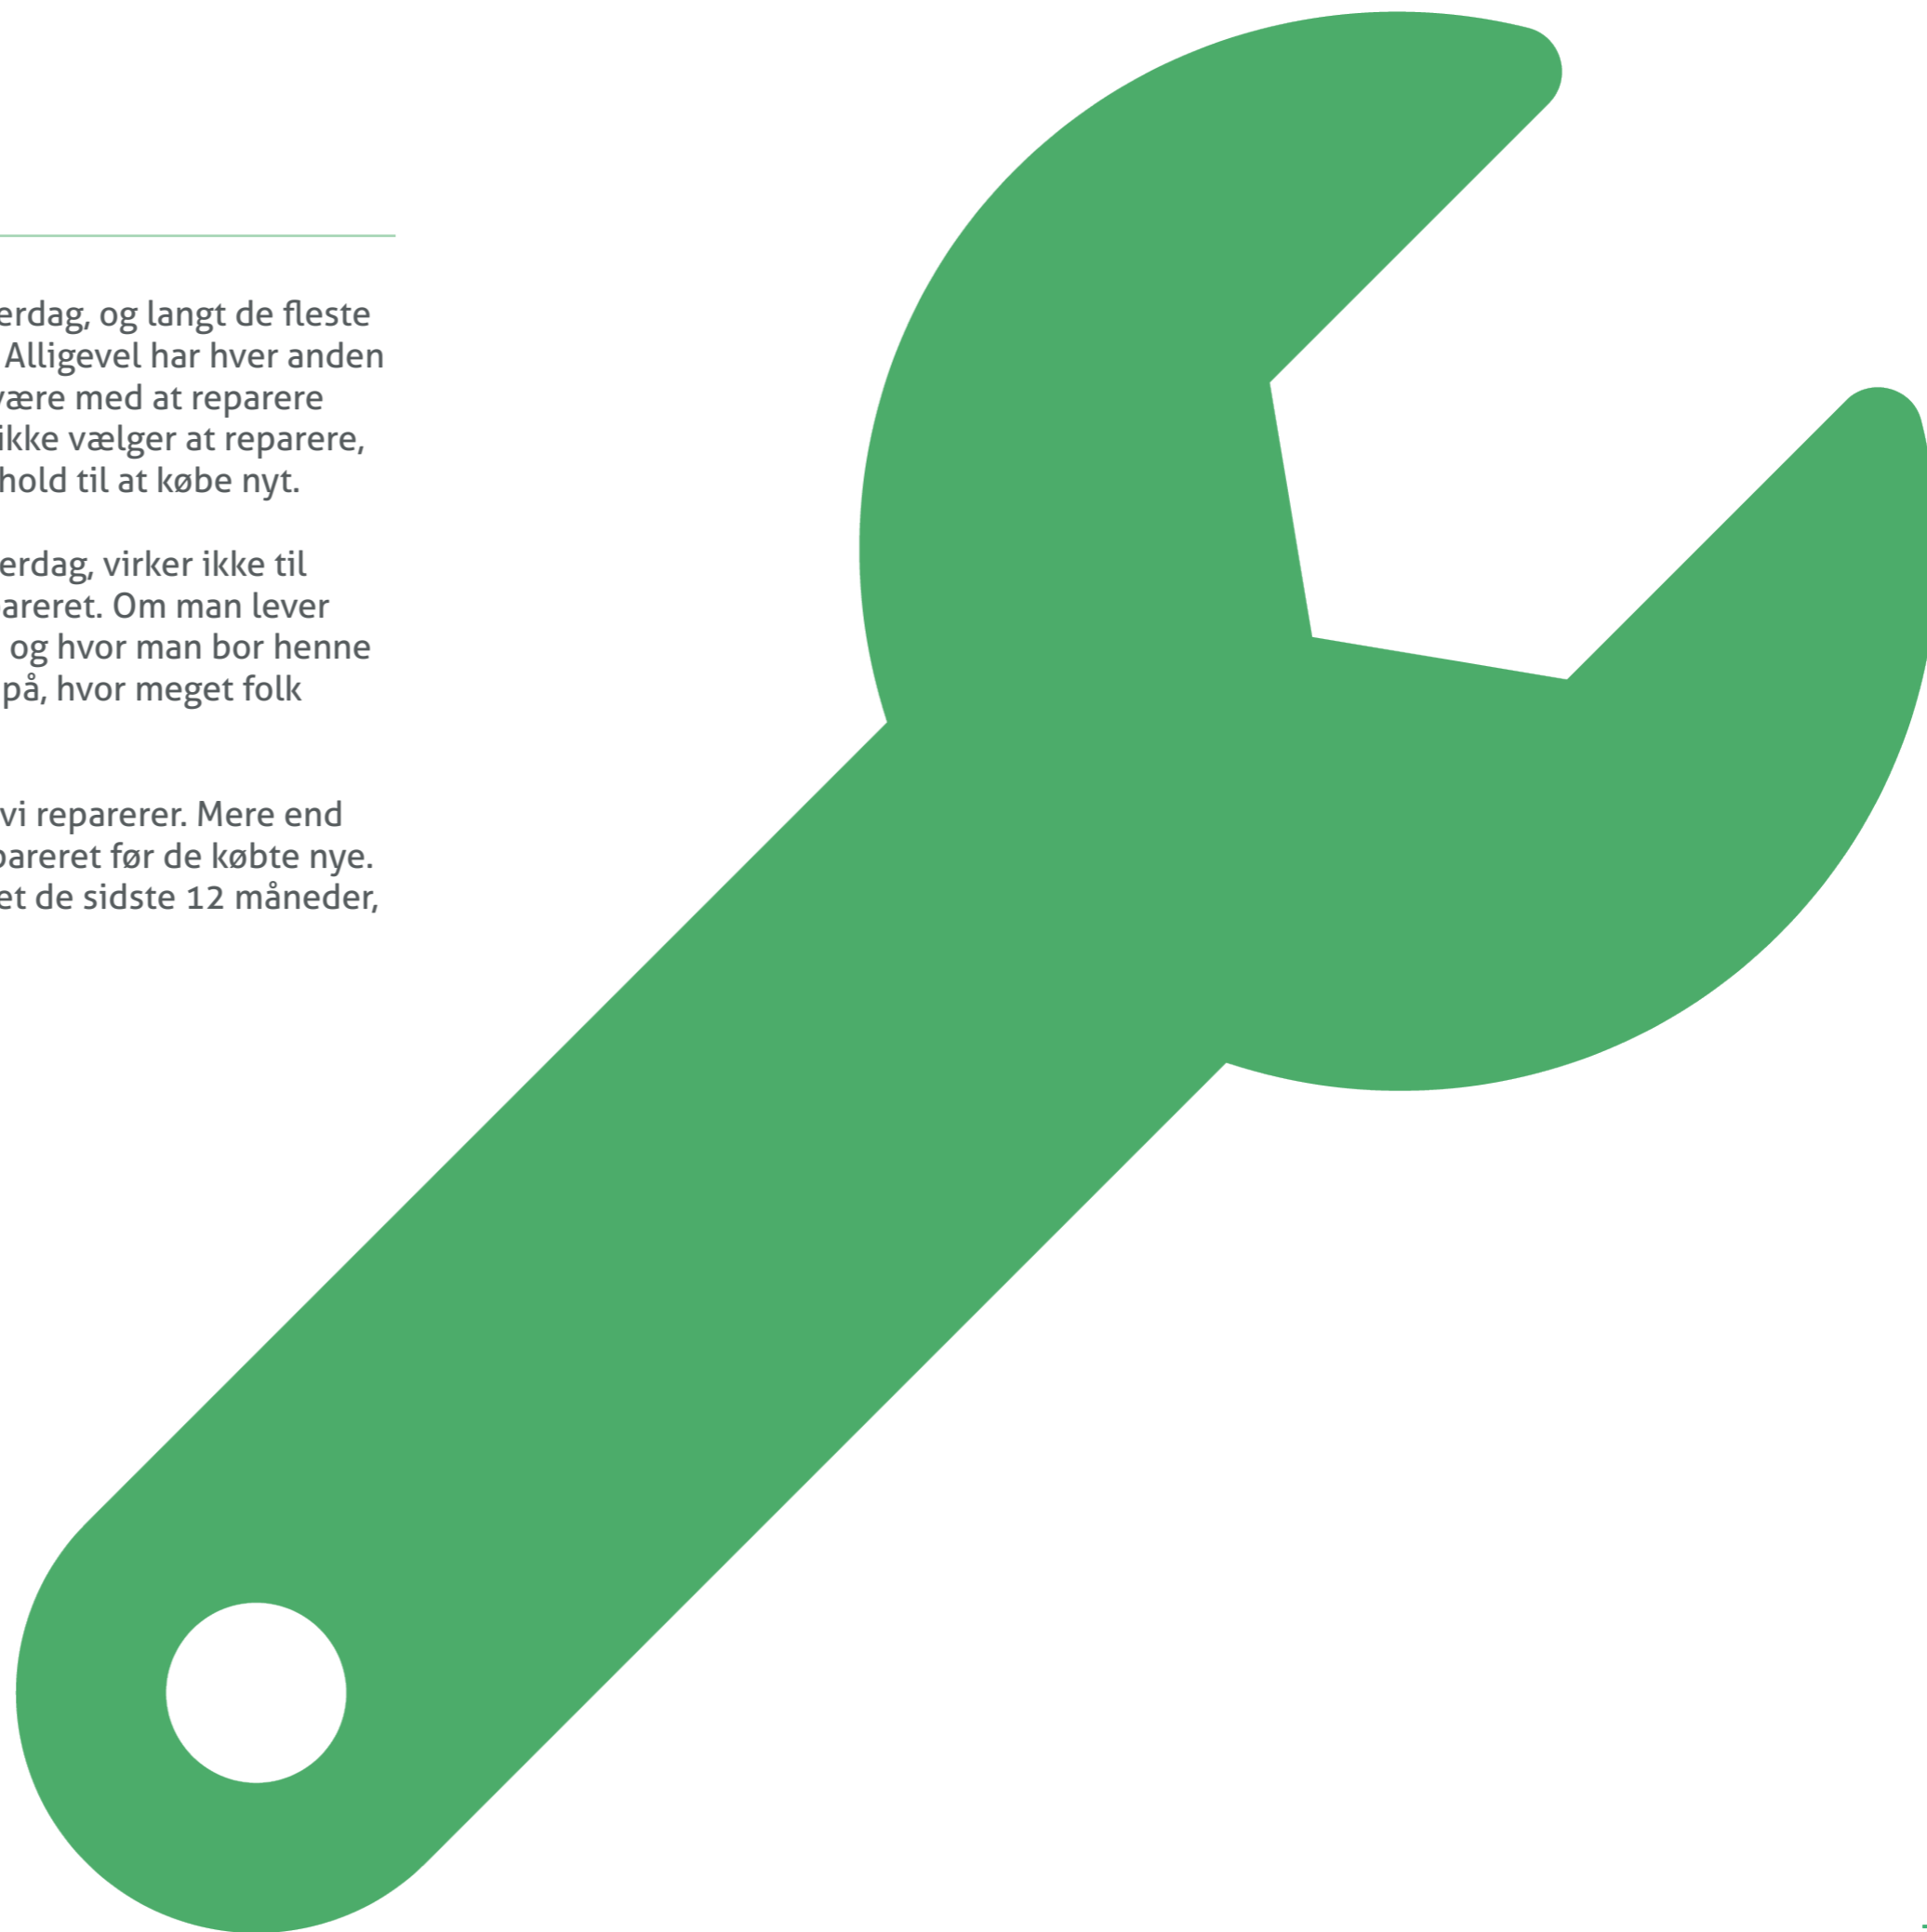 erdag, og langt de fleste
Alligevel har hver anden
være med at reparere
ikke vælger at reparere,
hold til at købe nyt.
erdag, virker ikke til
areret. Om man lever
og hvor man bor henne
på, hvor meget folk
vi reparerer. Mere end
pareret før de købte nye.
et de sidste 12 måneder,